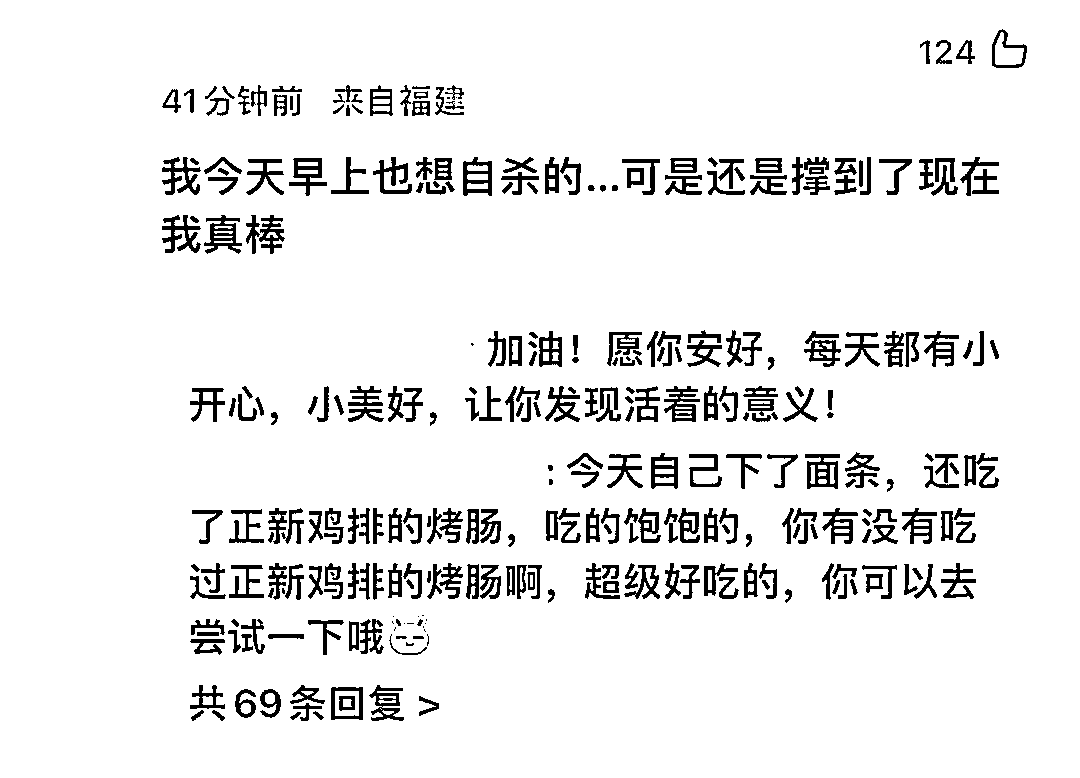 124
41分钟前 来自福建
我今天早上也想自杀的...可是还是撑到了现在
我真棒
加油！愿你安好，每天都有小
开心，小美好，让你发现活着的意义！
: 今天自己下了面条，还吃
了正新鸡排的烤肠，吃的饱饱的，你有没有吃
过正新鸡排的烤肠啊，超级好吃的，你可以去
尝试一下哦
共69条回复 >